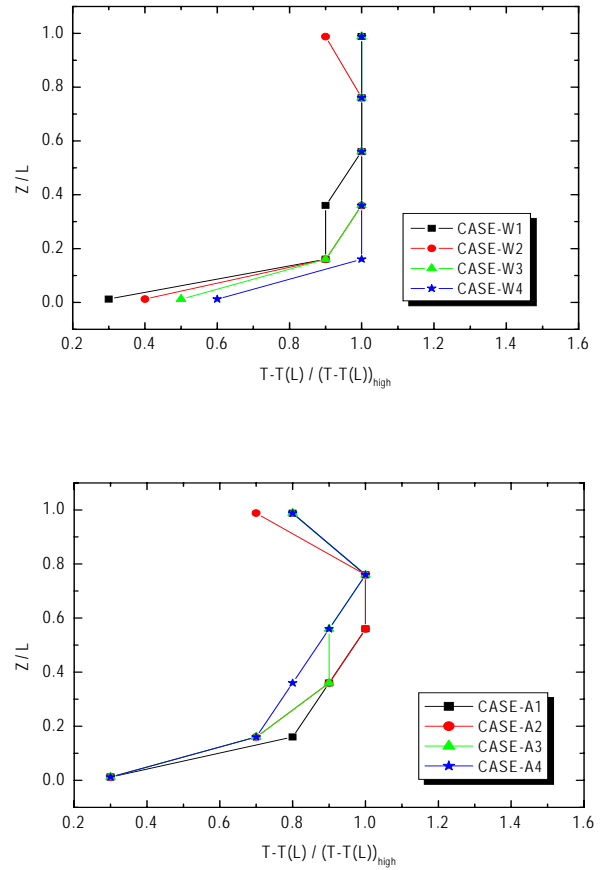 1.0
0.8
0.6
0.4
0.2
0.0
Z / L
CASE-W1
CASE-W2
CASE-W3
CASE-W4
0.2 0.4 0.6 0.8 1.0 1.2 1.4 1.6
T-T(L) / (T-T(L))high
1.0
0.8
0.6
0.4
0.2
0.0
Z / L
CASE-A1
CASE-A2
CASE-A3
CASE-A4
0.2 0.4 0.6 0.8 1.0 1.2 1.4 1.6
T-T(L) / (T-T(L))high